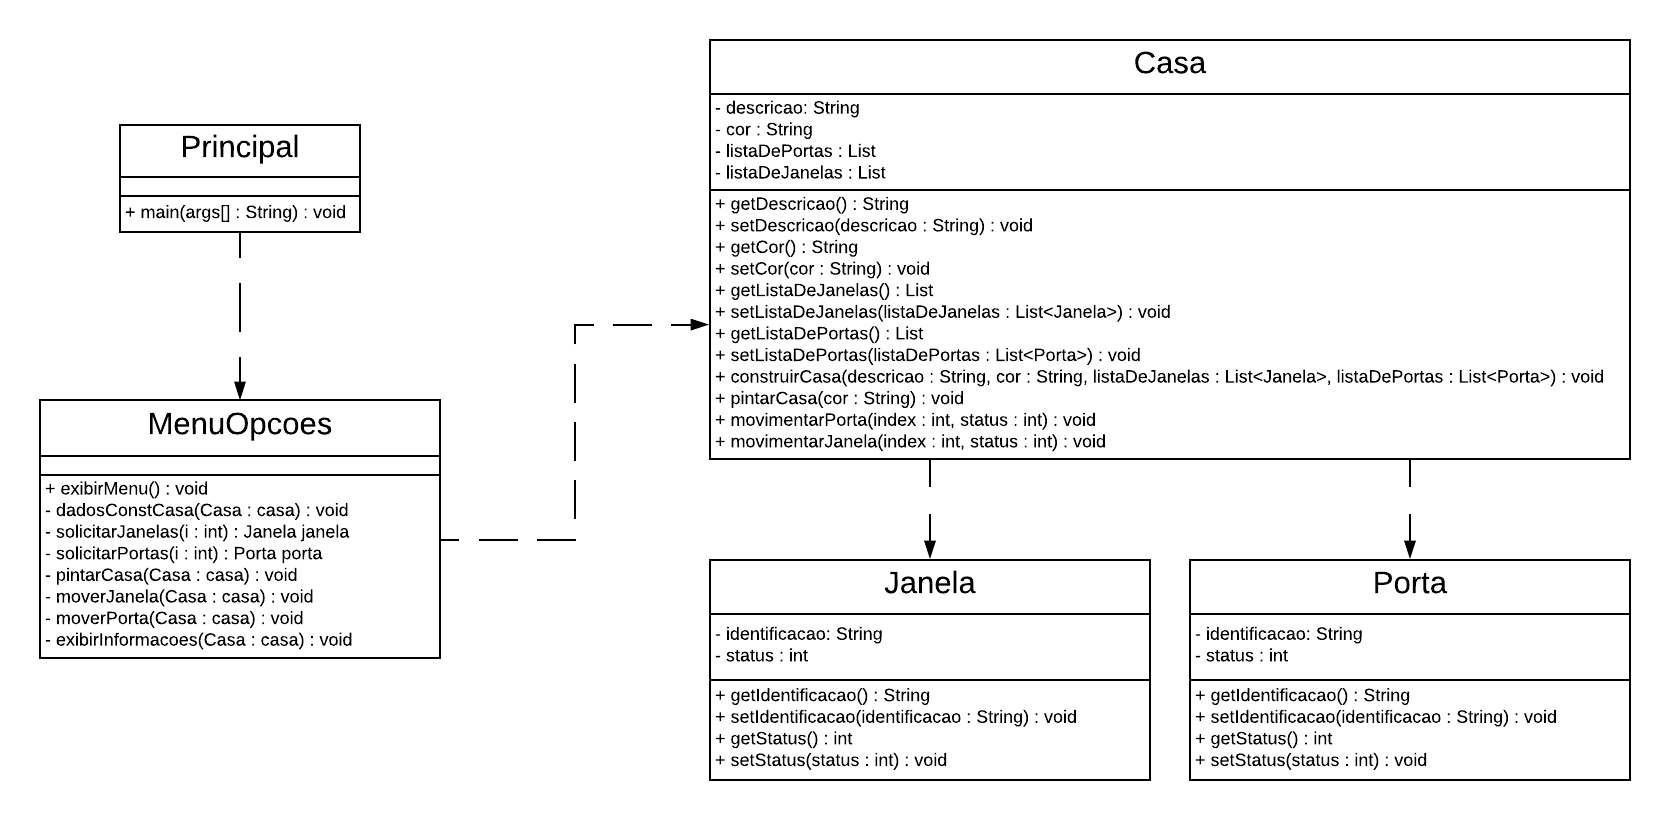 Principal
+ main(args[] : String) : void
MenuOpcoes
+ exibirMenu() : void
- dadosConstCasa(Casa : casa) : void
- solicitarJanelas(i : int) : Janela janela
- solicitarPortas(i : int) : Porta porta
- pintarCasa(Casa : casa) : void
- moverJanela(Casa : casa) : void
- moverPorta(Casa : casa) : void
- exibirInformacoes(Casa : casa) : void
Casa
- descricao: String
- cor : String
- listaDePortas : List
- listaDeJanelas : List
+ getDescricao() : String
+ setDescricao(descricao : String) : void
+ getCor() : String
+ setCor(cor : String) : void
+ getListaDeJanelas() : List
+ setListaDeJanelas(listaDeJanelas : List<Janela>) : void
+ getListaDePortas() : List
+ setListaDePortas(listaDePortas : List<Porta>) : void
+ construirCasa(descricao : String, cor : String, listaDeJanelas : List<Janela>, listaDePortas : List<Porta>) : void
+ pintarCasa(cor : String) : void
+ movimentarPorta(index : int, status : int) : void
+ movimentarJanela(index : int, status : int) : void
Janela
- identificacao: String
- status : int
+ getIdentificacao() : String
+ setIdentificacao(identificacao : String) : void
+ getStatus() : int
+ setStatus(status : int) : void
Porta
- identificacao: String
- status : int
+ getIdentificacao() : String
+ setIdentificacao(identificacao : String) : void
+ getStatus() : int
+ setStatus(status : int) : void